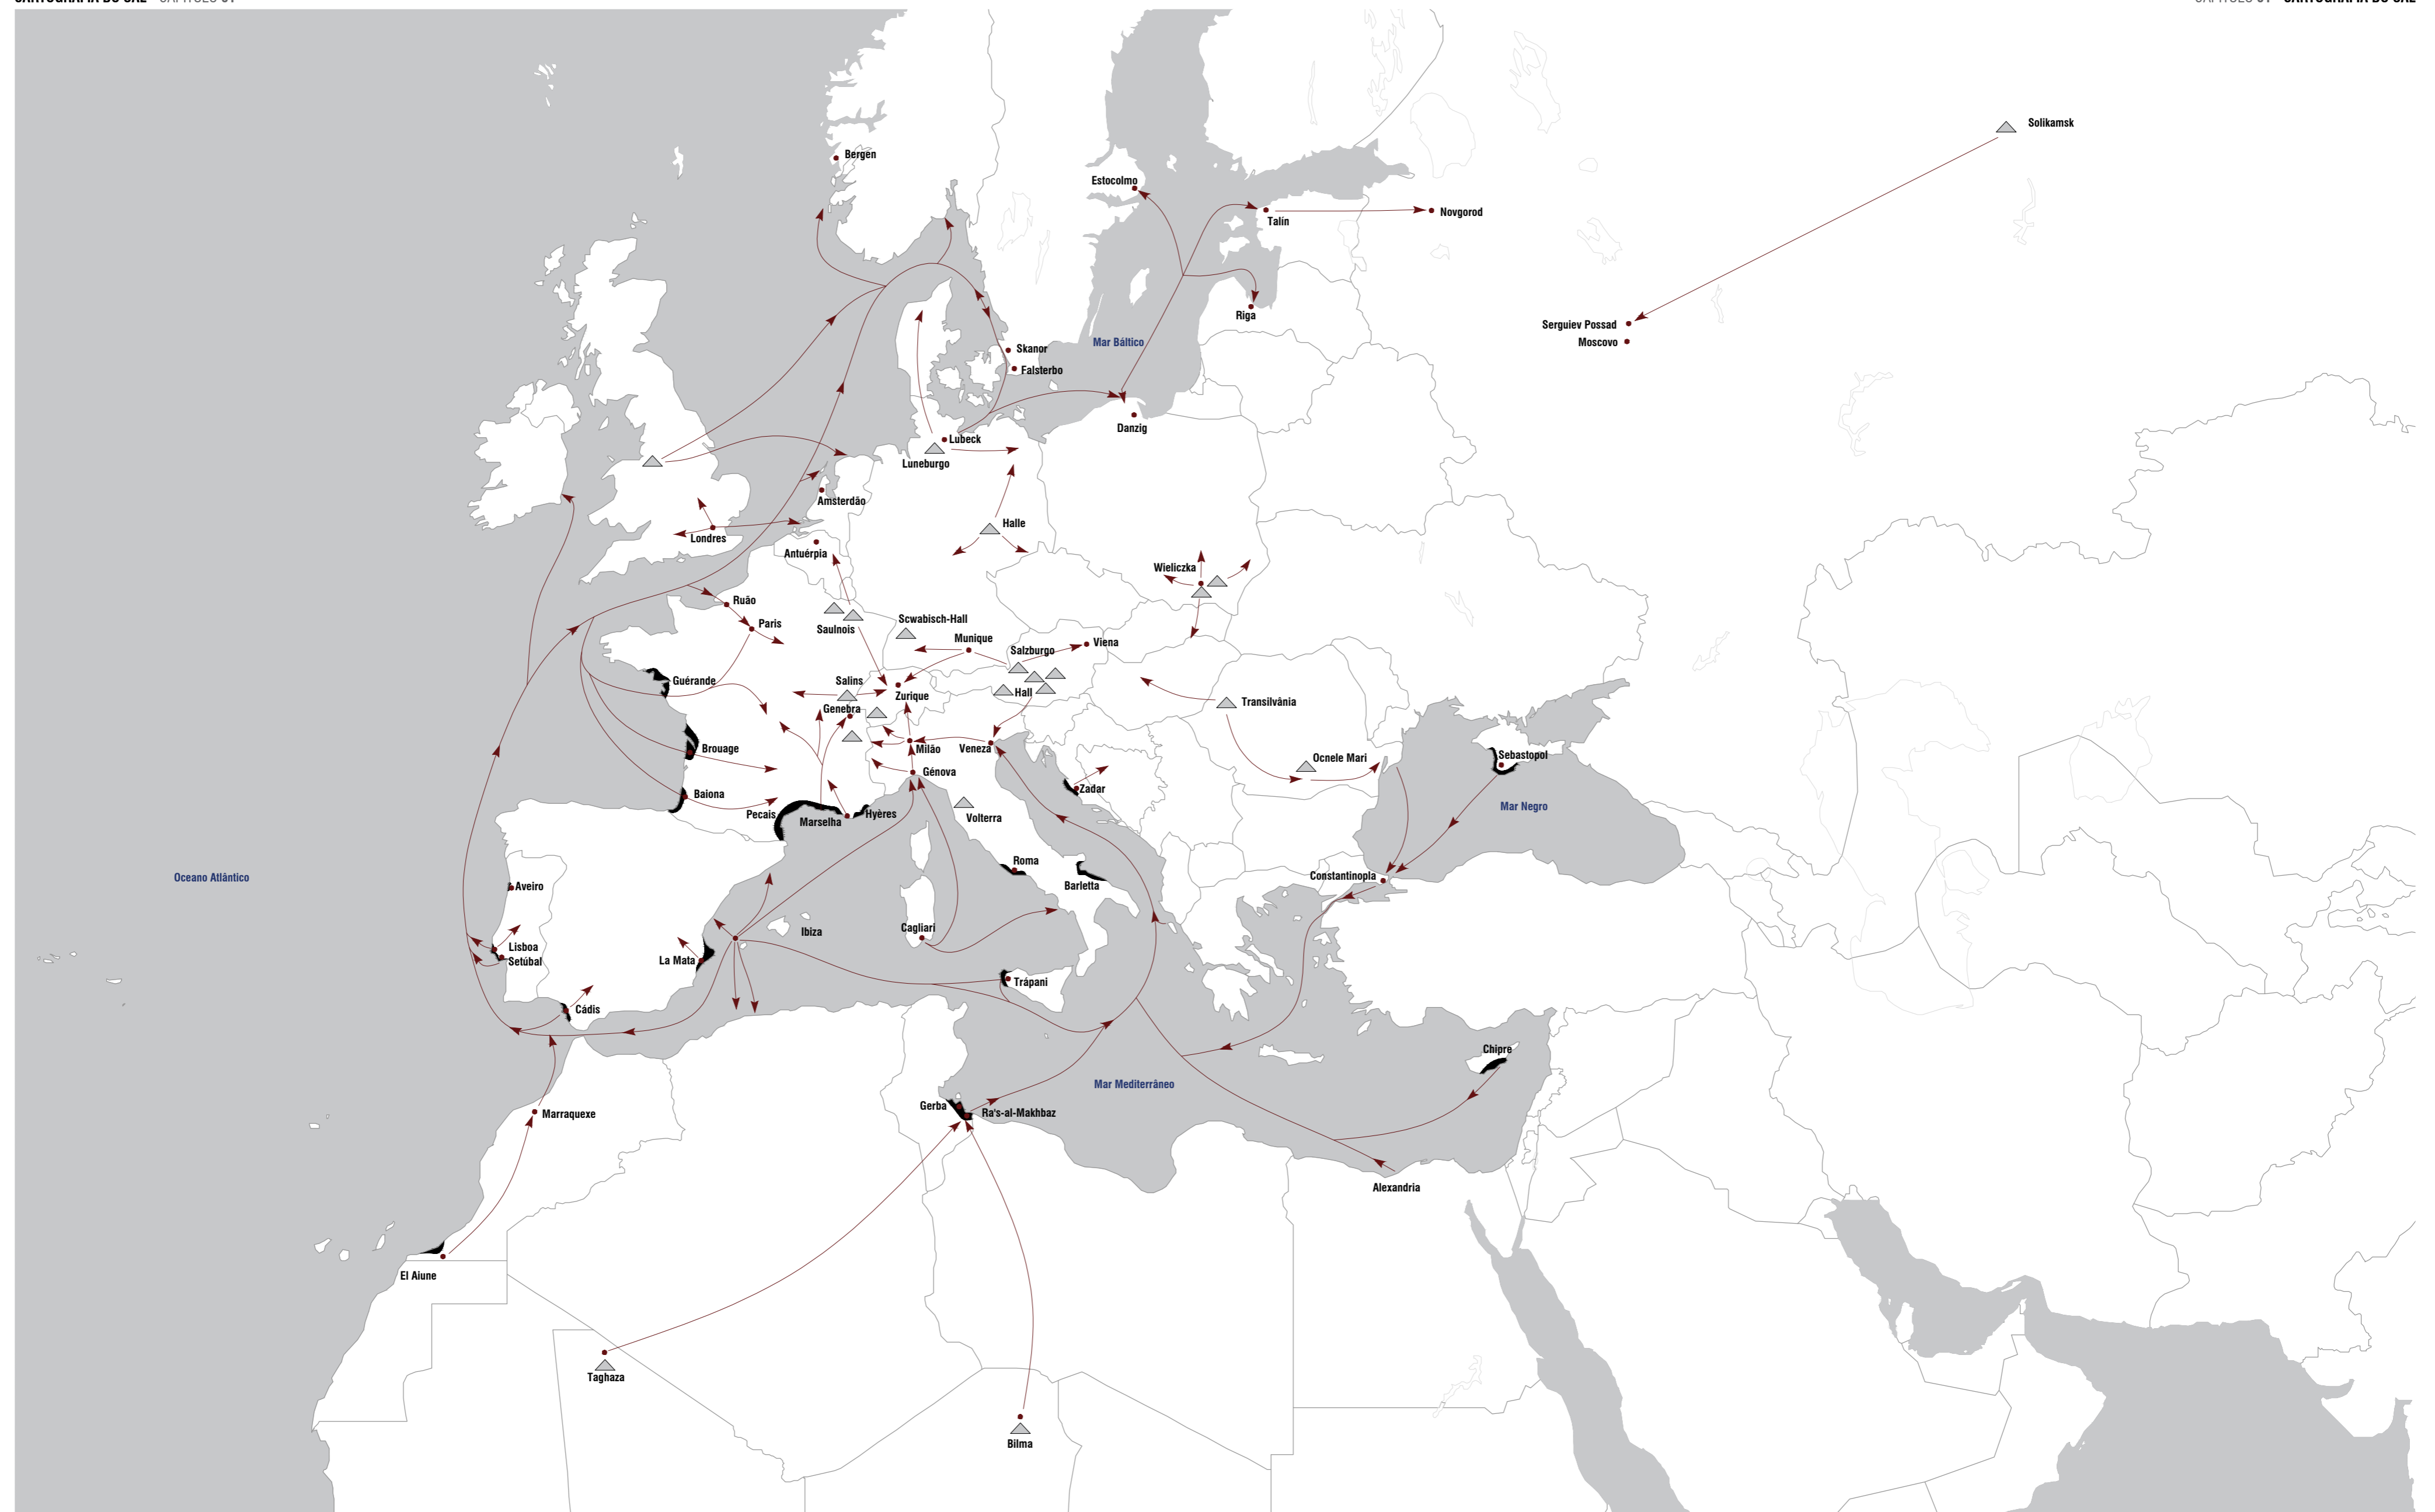 Solikamsk
Bergen
Estocolmo
Talín
Novgorod
Riga
Serguiev Possad
Moscovo
Mar Báltico
Skanor
Falsterbo
Danzig
Lubeck
Luneburgo
Amsterdão
Halle
Londres
Antuérpia
Wieliczka
Ruão
Paris
Saulnois
Scwabisch-Hall
Munique
Viena
Salzburgo
Guérande
Salins
Zurique
Hall
Genebra
Transilvânia
Brouage
Milão
Veneza
Ocnele Mari
Sebastopol
Génova
Baiona
Zadar
Mar Negro
Pecais
Marselha
Hyères
Volterra
Roma
Oceano Atlântico
Constantinopla
Aveiro
Barletta
Cagliari
Ibiza
Lisboa
Setúbal
La Mata
Trápani
Cádis
Chipre
Mar Mediterrâneo
Gerba
Ra's-al-Makhbaz
Marraquexe
Alexandria
El Aiune
Taghaza
Bilma